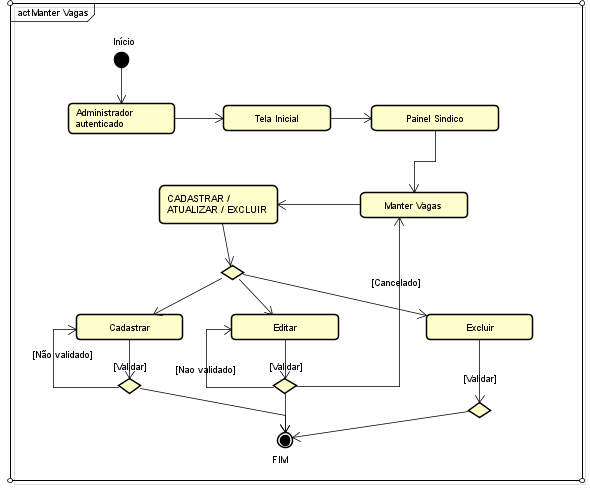 actManter Vagas
Início
Administrador
autenticado
Tela Inicial
Painel Sindico
CADASTRAR /
ATUALIZAR / EXCLUIR
Manter Vagas
[Cancelado]
Cadastrar
Editar
Excluir
[Não validado]
[Validar]
[Nao validado]
[Validar]
[Validar]
FIM